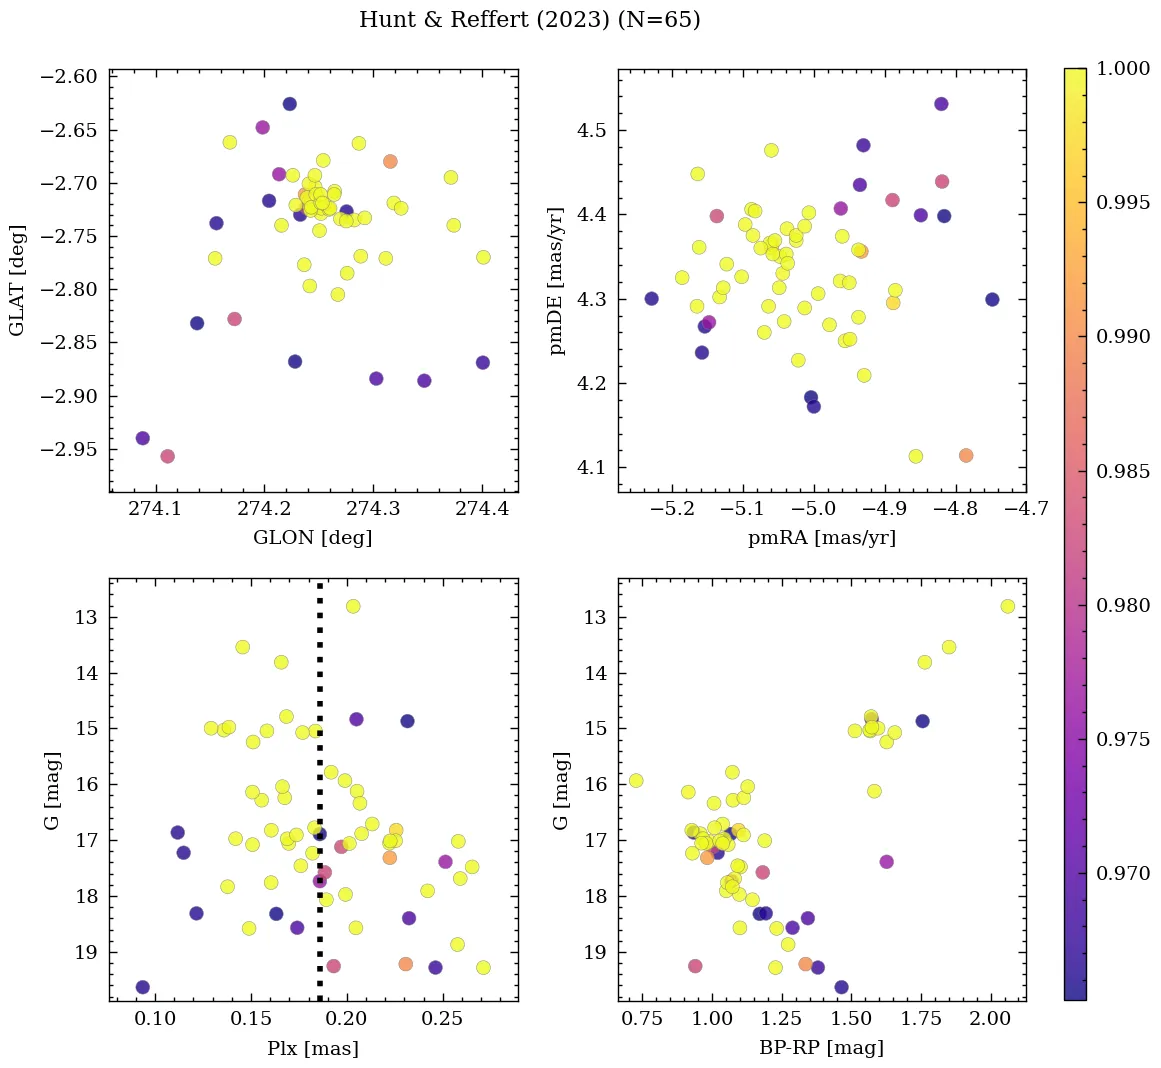 Hunt & Reffert (2023) (N=65)
−2.60
−2.65
−2.70
−2.75
−2.80
−2.85
−2.90
−2.95
GLAT [deg]
274.1 274.2 274.3 274.4
GLON [deg]
4.5
4.4
4.3
4.2
4.1
pmDE [mas/yr]
−5.2 −5.1 −5.0 −4.9 −4.8 −4.7
pmRA [mas/yr]
13
14
15
16
17
18
19
G [mag]
0.10 0.15 0.20 0.25
Plx [mas]
13
14
15
16
17
18
19
G [mag]
0.75 1.00 1.25 1.50 1.75 2.00
BP-RP [mag]
1.000
0.995
0.990
0.985
0.980
0.975
0.970